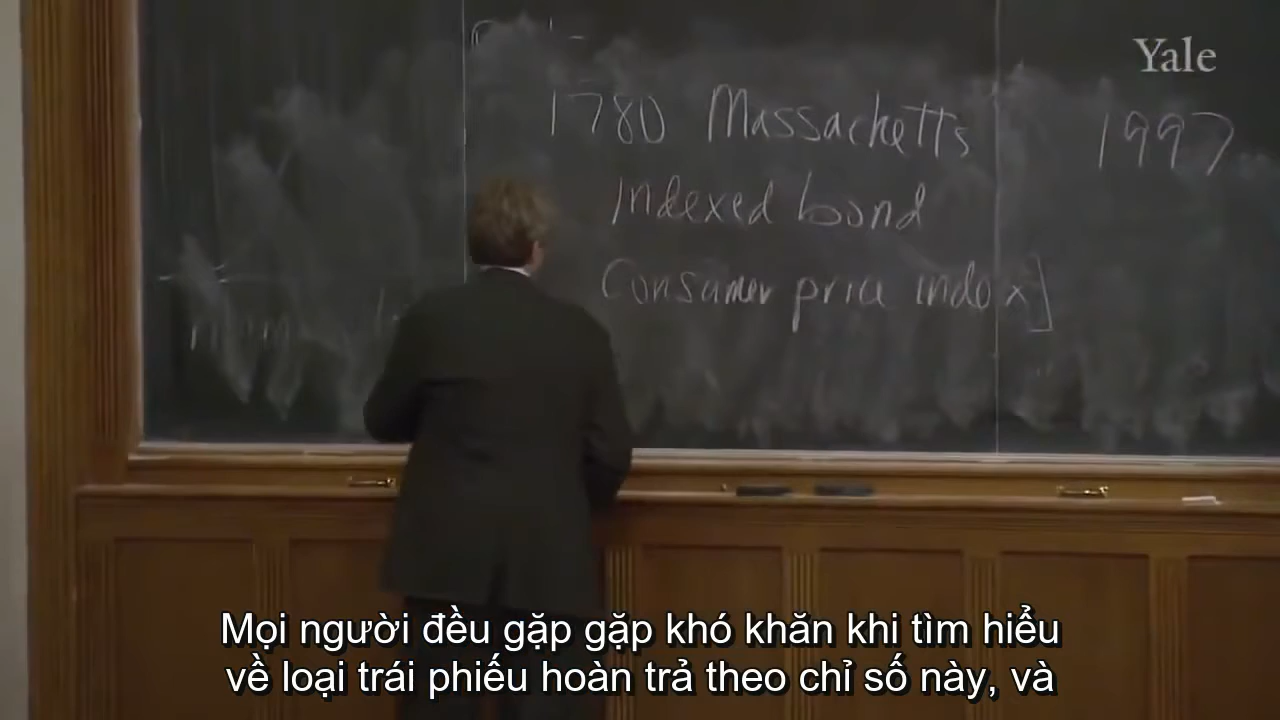 Yale
1780 Massachetts 1997
Indexed bond
Consumer price index]
Mọi người đều gặp gặp khó khăn khi tìm hiểu
về loại trái phiếu hoàn trả theo chỉ số này, và